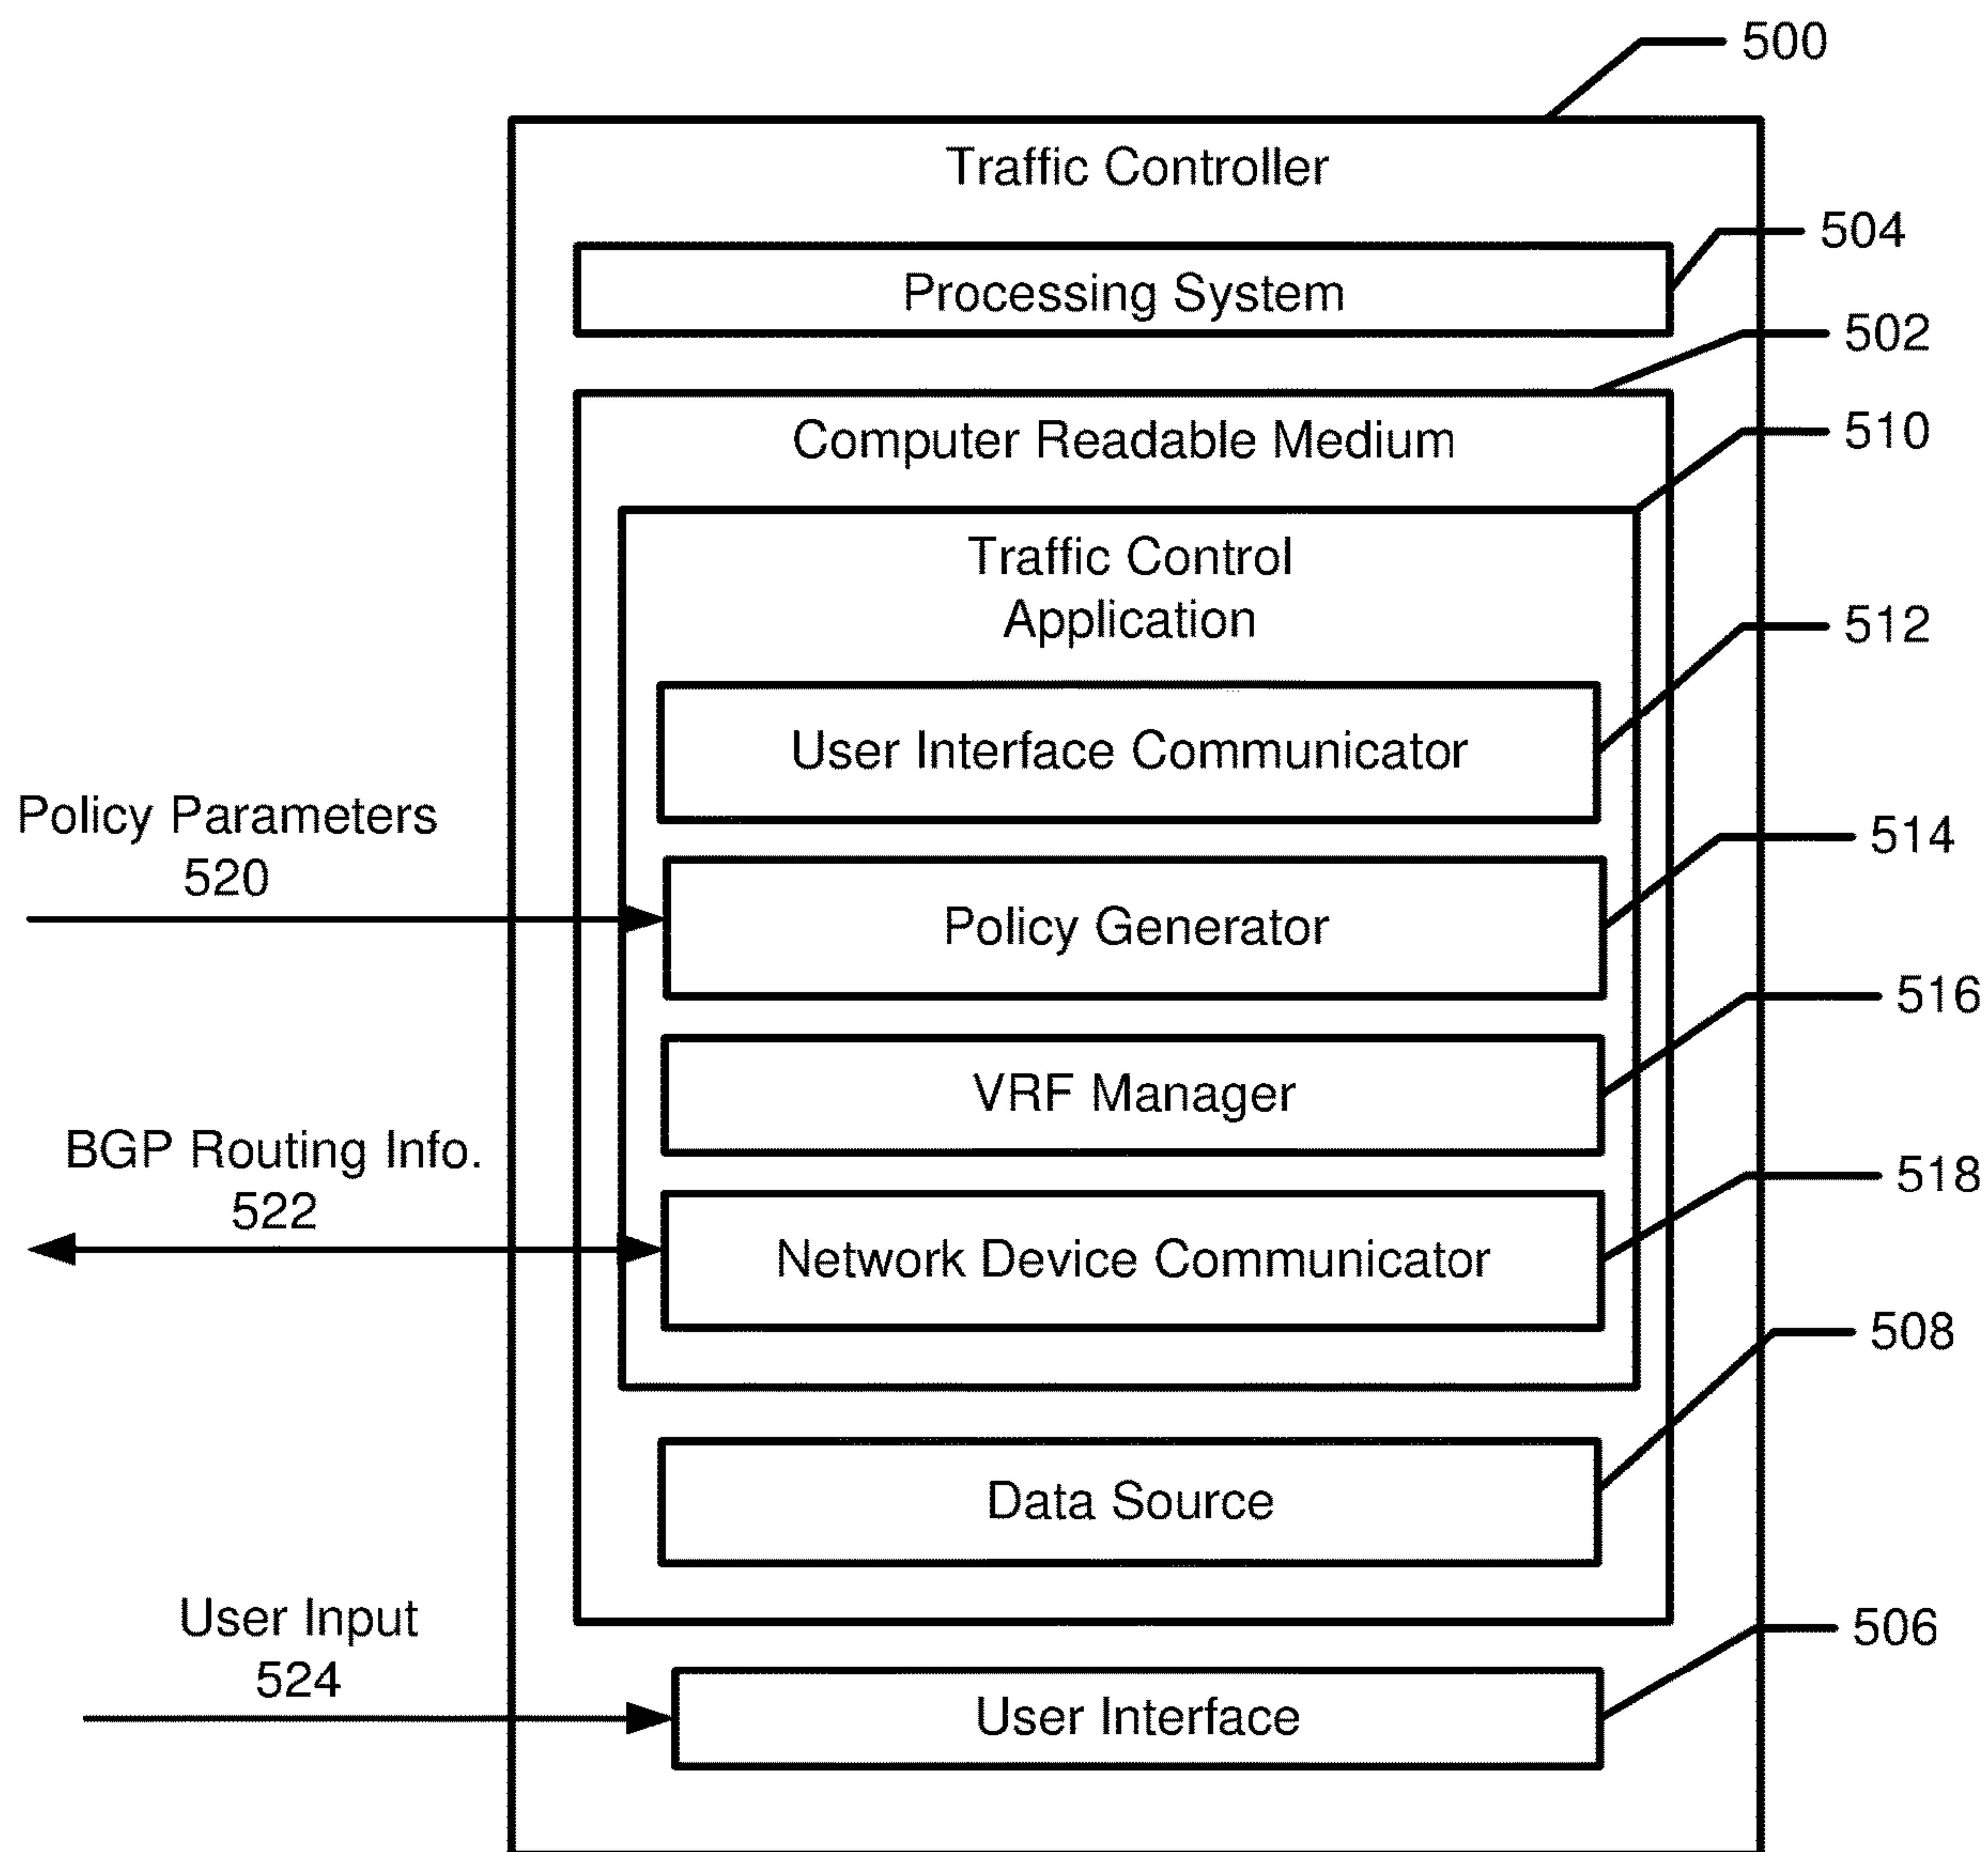 500
Traffic Controller
504
Processing System
502
Computer Readable Medium
510
Traffic Control
Application
512
User Interface Communicator
Policy Parameters
520
514
Policy Generator
516
VRF Manager
BGP Routing Info.
522
518
Network Device Communicator
508
Data Source
User Input
524
506
User Interface